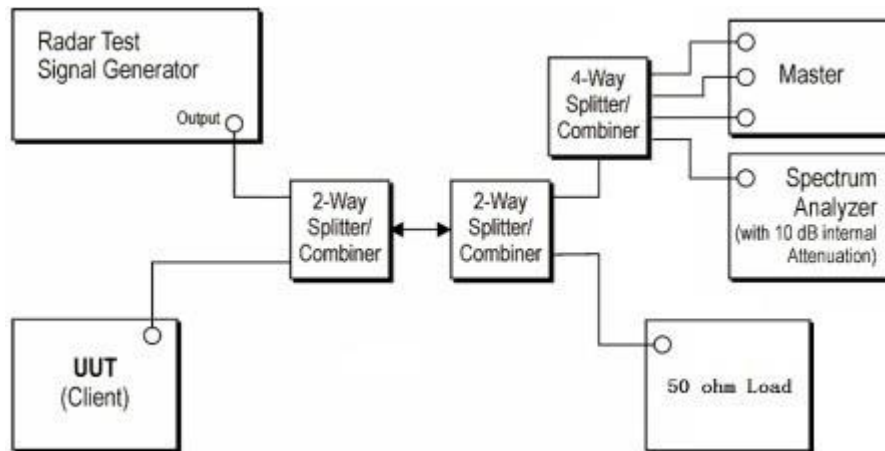 Radar Test
Signal Generator
Output
4-Way
Splitter/
Combiner
Master
2-Way
Splitter/
Combiner
2-Way
Splitter/
Combiner
Spectrum
Analyzer
(with 10 dB internal
Attenuation)
UUT
(Client)
50 ohm Load